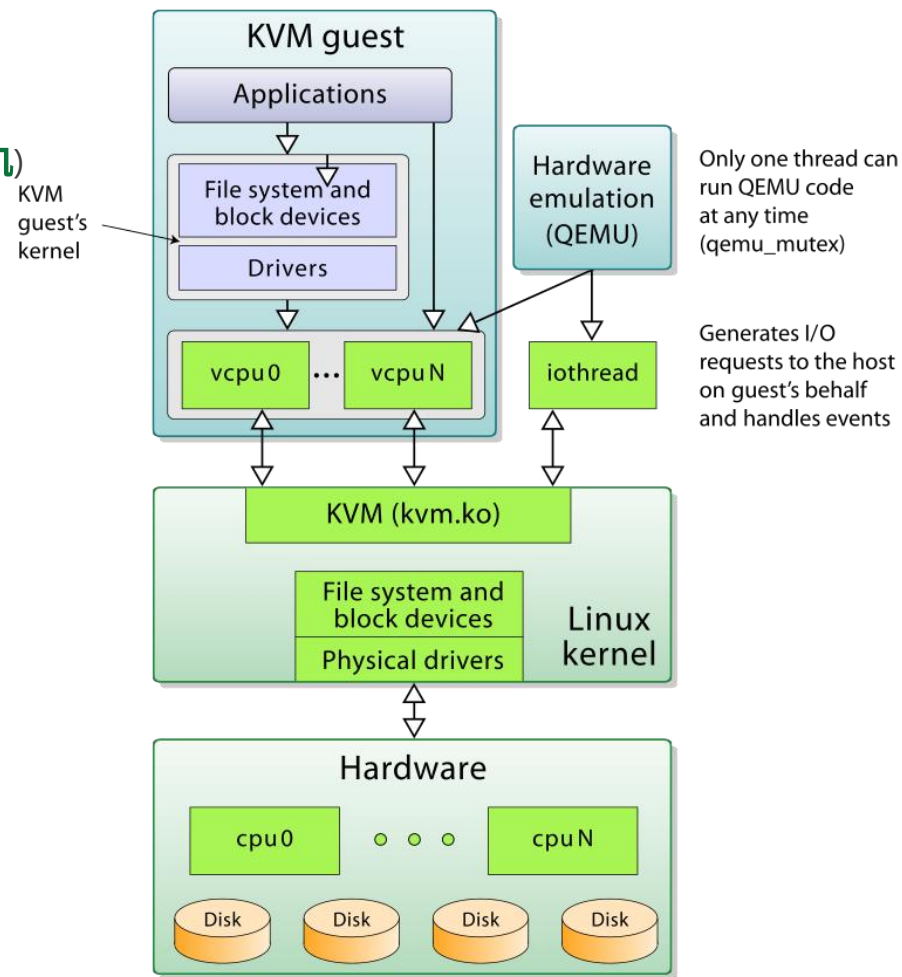 KVM guest
Applications
File system and
block devices
Drivers
KVM
guest's
kernel
vcpu0 ... vcpuN
Hardware
emulation
(QEMU)
Only one thread can
run QEMU code
at any time
(qemu_mutex)
iothread
Generates I/O
requests to the host
on guest's behalf
and handles events
KVM (kvm.ko)
File system and
block devices
Physical drivers
Linux
kernel
Hardware
cpu0
cpuN
Disk
Disk
Disk
Disk